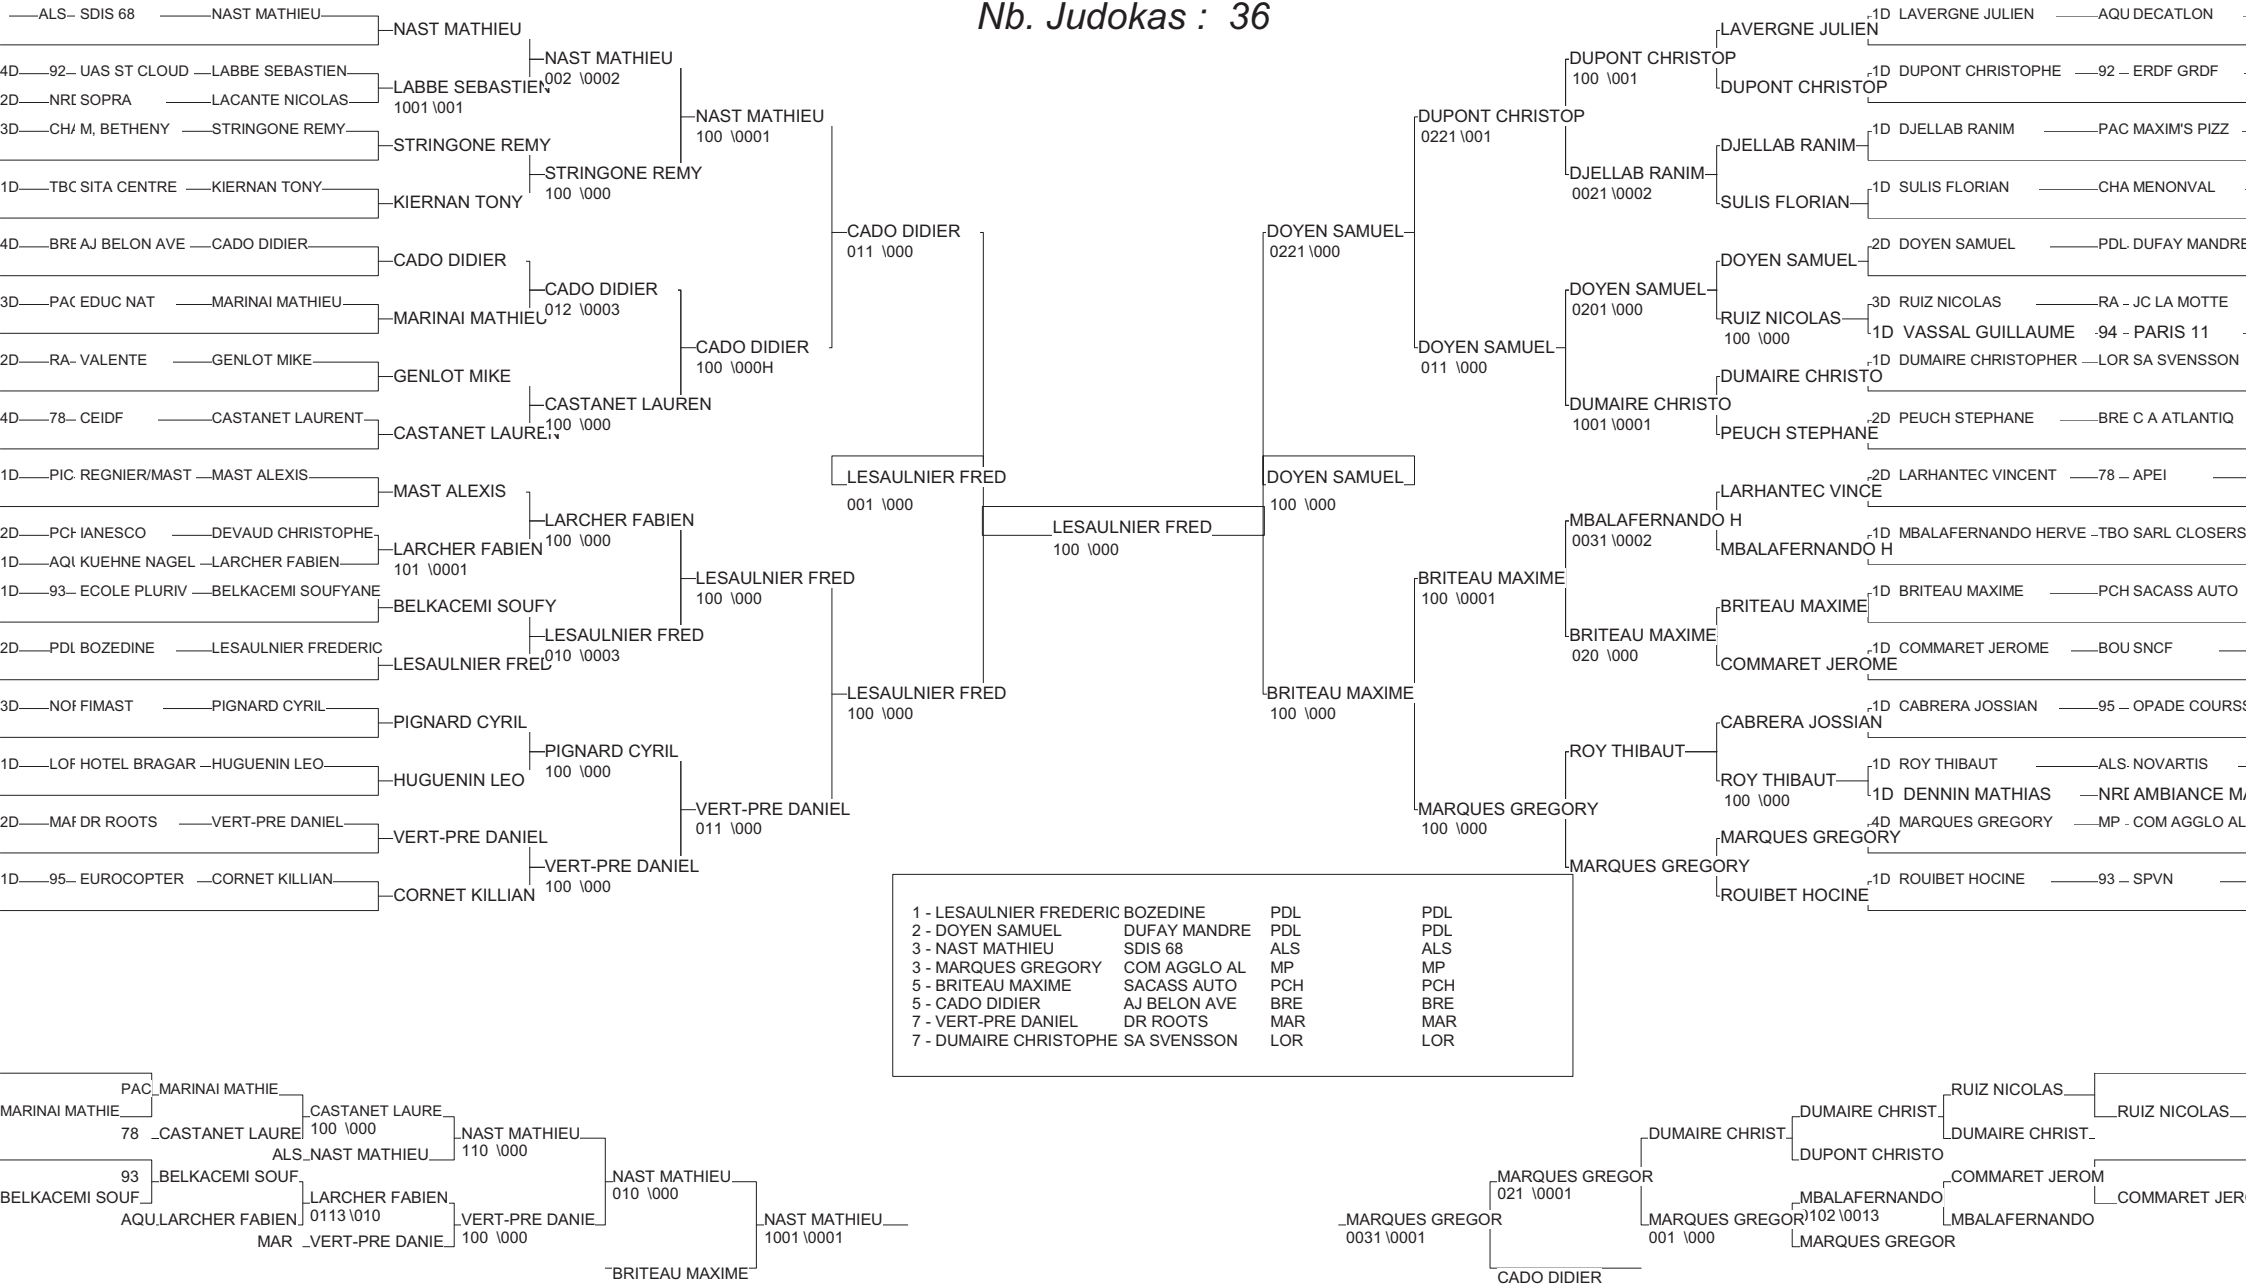 Nb. Judokas : 36
ALS SDIS 68 NAST MATHIEU
4D 92 UAS ST CLOUD LABBE SEBASTIEN
2D NRD SOPRA LACANTE NICOLAS
3D CHA M, BETHENY STRINGONE REMY
1D TBO SITA CENTRE KIERNAN TONY
4D BRE AJ BELON AVE CADO DIDIER
3D PAC EDUC NAT MARINAI MATHIEU
2D RA VALENTE GENLOT MIKE
4D 78 CEIDF CASTANET LAURENT
1D PIC REGNIER/MAST MAST ALEXIS
2D PCH IANESCO DEVAUD CHRISTOPHE
1D AQU KUEHNE NAGEL LARCHER FABIEN
1D 93 ECOLE PLURIV BELKACEMI SOUFYANE
2D PDL BOZEDINE LESAULNIER FREDERIC
3D NOR FIMAST PIGNARD CYRIL
1D LOR HOTEL BRAGAR HUGUENIN LEO
2D MAR DR ROOTS VERT-PRE DANIEL
1D 95 EUROCOPTER CORNET KILLIAN
NAST MATHIEU
LABBE SEBASTIEN
1001 \001
STRINGONE REMY
KIERNAN TONY
CADO DIDIER
MARINAI MATHIEU
GENLOT MIKE
CASTANET LAUREN
MAST ALEXIS
LARCHER FABIEN
101 \0001
BELKACEMI SOUFY
LESAULNIER FRED
PIGNARD CYRIL
HUGUENIN LEO
VERT-PRE DANIEL
CORNET KILLIAN
NAST MATHIEU
002 \0002
STRINGONE REMY
100 \000
CADO DIDIER
012 \0003
CASTANET LAUREN
100 \000
LARCHER FABIEN
100 \000
LESAULNIER FRED
010 \0003
PIGNARD CYRIL
100 \000
VERT-PRE DANIEL
100 \000
NAST MATHIEU
100 \0001
CADO DIDIER
100 \000H
LESAULNIER FRED
100 \000
VERT-PRE DANIEL
011 \000
CADO DIDIER
011 \000
LESAULNIER FRED
001 \000
LESAULNIER FRED
100 \000
LESAULNIER FRED
100 \000
DOYEN SAMUEL
0221 \000
DOYEN SAMUEL
100 \000
BRITEAU MAXIME
100 \000
DUPONT CHRISTOP
0221 \001
DOYEN SAMUEL
011 \000
BRITEAU MAXIME
100 \0001
MARQUES GREGORY
100 \000
DUPONT CHRISTOP
100 \001
DJELLAB RANIM
0021 \0002
DOYEN SAMUEL
0201 \000
DUMAIRE CHRISTO
1001 \0001
MBALAFERNANDO H
0031 \0002
BRITEAU MAXIME
020 \000
ROY THIBAUT
MARQUES GREGORY
LAVERGNE JULIEN
DUPONT CHRISTOP
DJELLAB RANIM
SULIS FLORIAN
DOYEN SAMUEL
RUIZ NICOLAS
100 \000
DUMAIRE CHRISTO
PEUCH STEPHANE
LARHANTEC VINCE
MBALAFERNANDO H
BRITEAU MAXIME
COMMARET JEROME
CABRERA JOSSIAN
ROY THIBAUT
100 \000
MARQUES GREGORY
ROUIBET HOCINE
1D LAVERGNE JULIEN AQU DECATLON
1D DUPONT CHRISTOPHE 92 ERDF GRDF
1D DJELLAB RANIM PAC MAXIM'S PIZZ
1D SULIS FLORIAN CHA MENONVAL
2D DOYEN SAMUEL PDL DUFAY MANDRE
3D RUIZ NICOLAS RA JC LA MOTTE
1D VASSAL GUILLAUME 94 PARIS 11
1D DUMAIRE CHRISTOPHER LOR SA SVENSSON
2D PEUCH STEPHANE BRE C A ATLANTIQ
2D LARHANTEC VINCENT 78 APEI
1D MBALAFERNANDO HERVE TBO SARL CLOSERS
1D BRITEAU MAXIME PCH SACASS AUTO
1D COMMARET JEROME BOU SNCF
1D CABRERA JOSSIAN 95 OPADE COURSS
1D ROY THIBAUT ALS NOVARTIS
1D DENNIN MATHIAS NRD AMBIANCE MA
4D MARQUES GREGORY MP COM AGGLO AL
1D ROUIBET HOCINE 93 SPVN
1 - LESAULNIER FREDERIC BOZEDINE PDL PDL
2 - DOYEN SAMUEL DUFAY MANDRE PDL PDL
3 - NAST MATHIEU SDIS 68 ALS ALS
3 - MARQUES GREGORY COM AGGLO AL MP MP
5 - BRITEAU MAXIME SACASS AUTO PCH PCH
5 - CADO DIDIER AJ BELON AVE BRE BRE
7 - VERT-PRE DANIEL DR ROOTS MAR MAR
7 - DUMAIRE CHRISTOPHE SA SVENSSON LOR LOR
MARINAI MATHIE
BELKACEMI SOUF
PAC MARINAI MATHIE
78 CASTANET LAURE
93 BELKACEMI SOUF
AQU LARCHER FABIEN
CASTANET LAURE
100 \000
ALS NAST MATHIEU
LARCHER FABIEN
0113 \010
MAR VERT-PRE DANIE
NAST MATHIEU
110 \000
VERT-PRE DANIE
100 \000
NAST MATHIEU
010 \000
BRITEAU MAXIME
NAST MATHIEU
1001 \0001
MARQUES GREGOR
0031 \0001
MARQUES GREGOR
021 \0001
CADO DIDIER
DUMAIRE CHRIST
MARQUES GREGOR
001 \000
DUMAIRE CHRIST
DUPONT CHRISTO
MBALAFERNANDO
0102 \0013
MARQUES GREGOR
RUIZ NICOLAS
DUMAIRE CHRIST
COMMARET JEROM
MBALAFERNANDO
RUIZ NICOLAS
COMMARET JERO